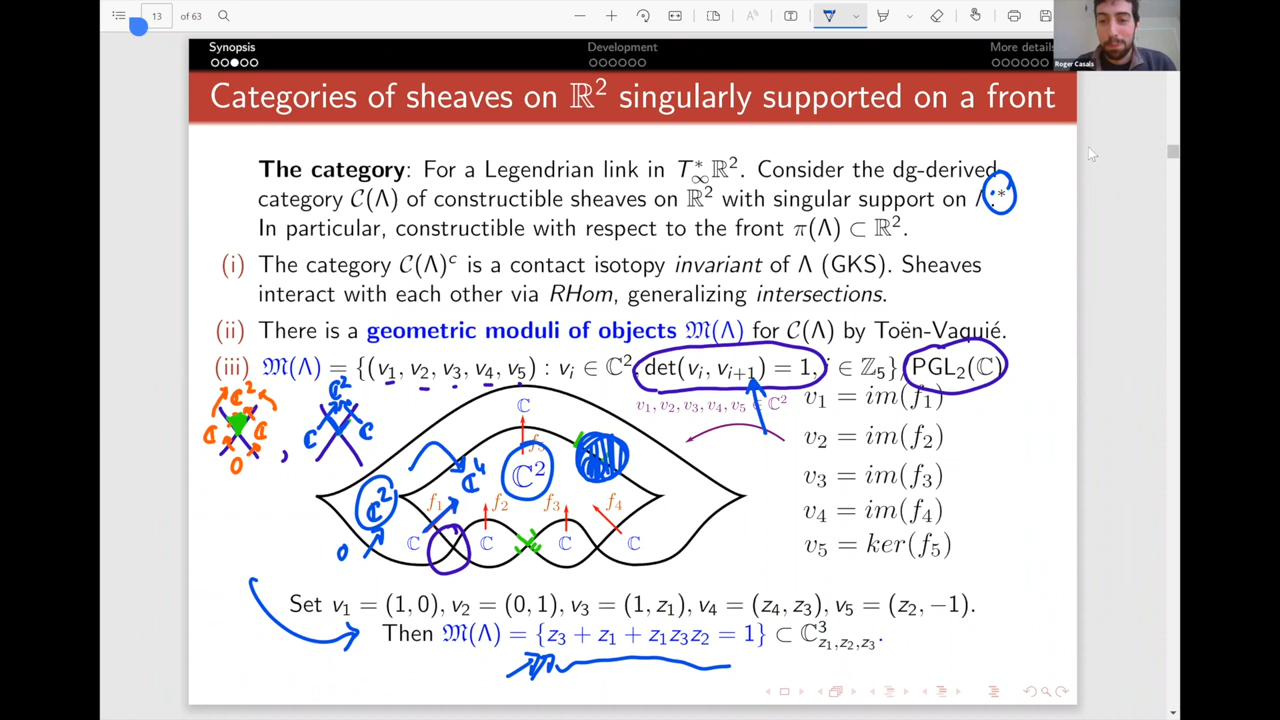 13 of 63
Roger Casals
Synopsis Development More details
Categories of sheaves on ℝ² singularly supported on a front
The category: For a Legendrian link in T*∞ℝ². Consider the dg-derived
category C(Λ) of constructible sheaves on ℝ² with singular support on Λ.*
In particular, constructible with respect to the front π(Λ) ⊂ ℝ².
(i) The category C(Λ)ᶜ is a contact isotopy invariant of Λ (GKS). Sheaves
interact with each other via RHom, generalizing intersections.
(ii) There is a geometric moduli of objects 𝔐(Λ) for C(Λ) by Toën-Vaquié.
(iii) 𝔐(Λ) = {(v₁, v₂, v₃, v₄, v₅) : vᵢ ∈ ℂ², det(vᵢ, vᵢ₊₁) = 1, i ∈ ℤ₅}/PGL₂(ℂ)
ℂ² ℂ² ℂ v₁, v₂, v₃, v₄, v₅ ∈ ℂ² v₁ = im(f₁)
ℂ ℂ ℂ ℂ f₅ v₂ = im(f₂)
0 ℂ² ℂ⁴ ℂ² v₃ = im(f₃)
f₁ f₂ f₃ f₄ v₄ = im(f₄)
0 ℂ ℂ ℂ ℂ v₅ = ker(f₅)
Set v₁ = (1, 0), v₂ = (0, 1), v₃ = (1, z₁), v₄ = (z₄, z₃), v₅ = (z₂, −1).
Then 𝔐(Λ) = {z₃ + z₁ + z₁z₃z₂ = 1} ⊂ ℂ³z₁,z₂,z₃.